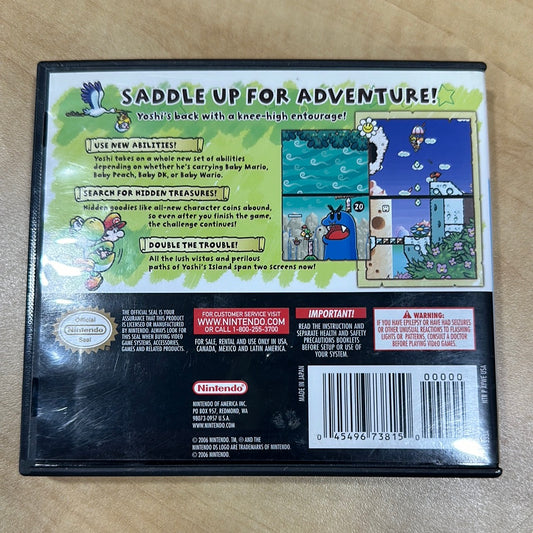 SADDLE UP FOR ADVENTURE!
Yoshi's back with a knee-high entourage!
USE NEW ABILITIES!
Yoshi takes on a whole new set of abilities
depending on whether he's carrying Baby Mario,
Baby Peach, Baby DK, or Baby Wario.
SEARCH FOR HIDDEN TREASURES!
Hidden goodies like all-new character coins abound,
so even after you finish the game,
the challenge continues!
DOUBLE THE TROUBLE!
All the lush vistas and perilous
paths of Yoshi's Island span two screens now!
20
Official
Nintendo
Seal
THE OFFICIAL SEAL IS YOUR
ASSURANCE THAT THIS PRODUCT
IS LICENSED OR MANUFACTURED
BY NINTENDO. ALWAYS LOOK FOR
THIS SEAL WHEN BUYING VIDEO
GAME SYSTEMS, ACCESSORIES,
GAMES AND RELATED PRODUCTS.
FOR CUSTOMER SERVICE VISIT
WWW.NINTENDO.COM
OR CALL 1-800-255-3700
FOR SALE, RENTAL AND USE ONLY IN USA,
CANADA, MEXICO AND LATIN AMERICA.
IMPORTANT!
READ THE INSTRUCTION AND
SEPARATE HEALTH AND SAFETY
PRECAUTIONS BOOKLETS
BEFORE SETUP OR USE OF
YOUR SYSTEM.
WARNING:
IF YOU HAVE EPILEPSY OR HAVE HAD SEIZURES
OR OTHER UNUSUAL REACTIONS TO FLASHING
LIGHTS OR PATTERNS, CONSULT A DOCTOR
BEFORE PLAYING VIDEO GAMES.
Nintendo
NINTENDO OF AMERICA INC.
PO BOX 957, REDMOND, WA
98073-0957 U.S.A.
WWW.NINTENDO.COM
© 2006 NINTENDO. TM, ® AND THE
NINTENDO DS LOGO ARE TRADEMARKS OF NINTENDO.
© 2006 NINTENDO.
MADE IN JAPAN
00000
0 45496 73815 0